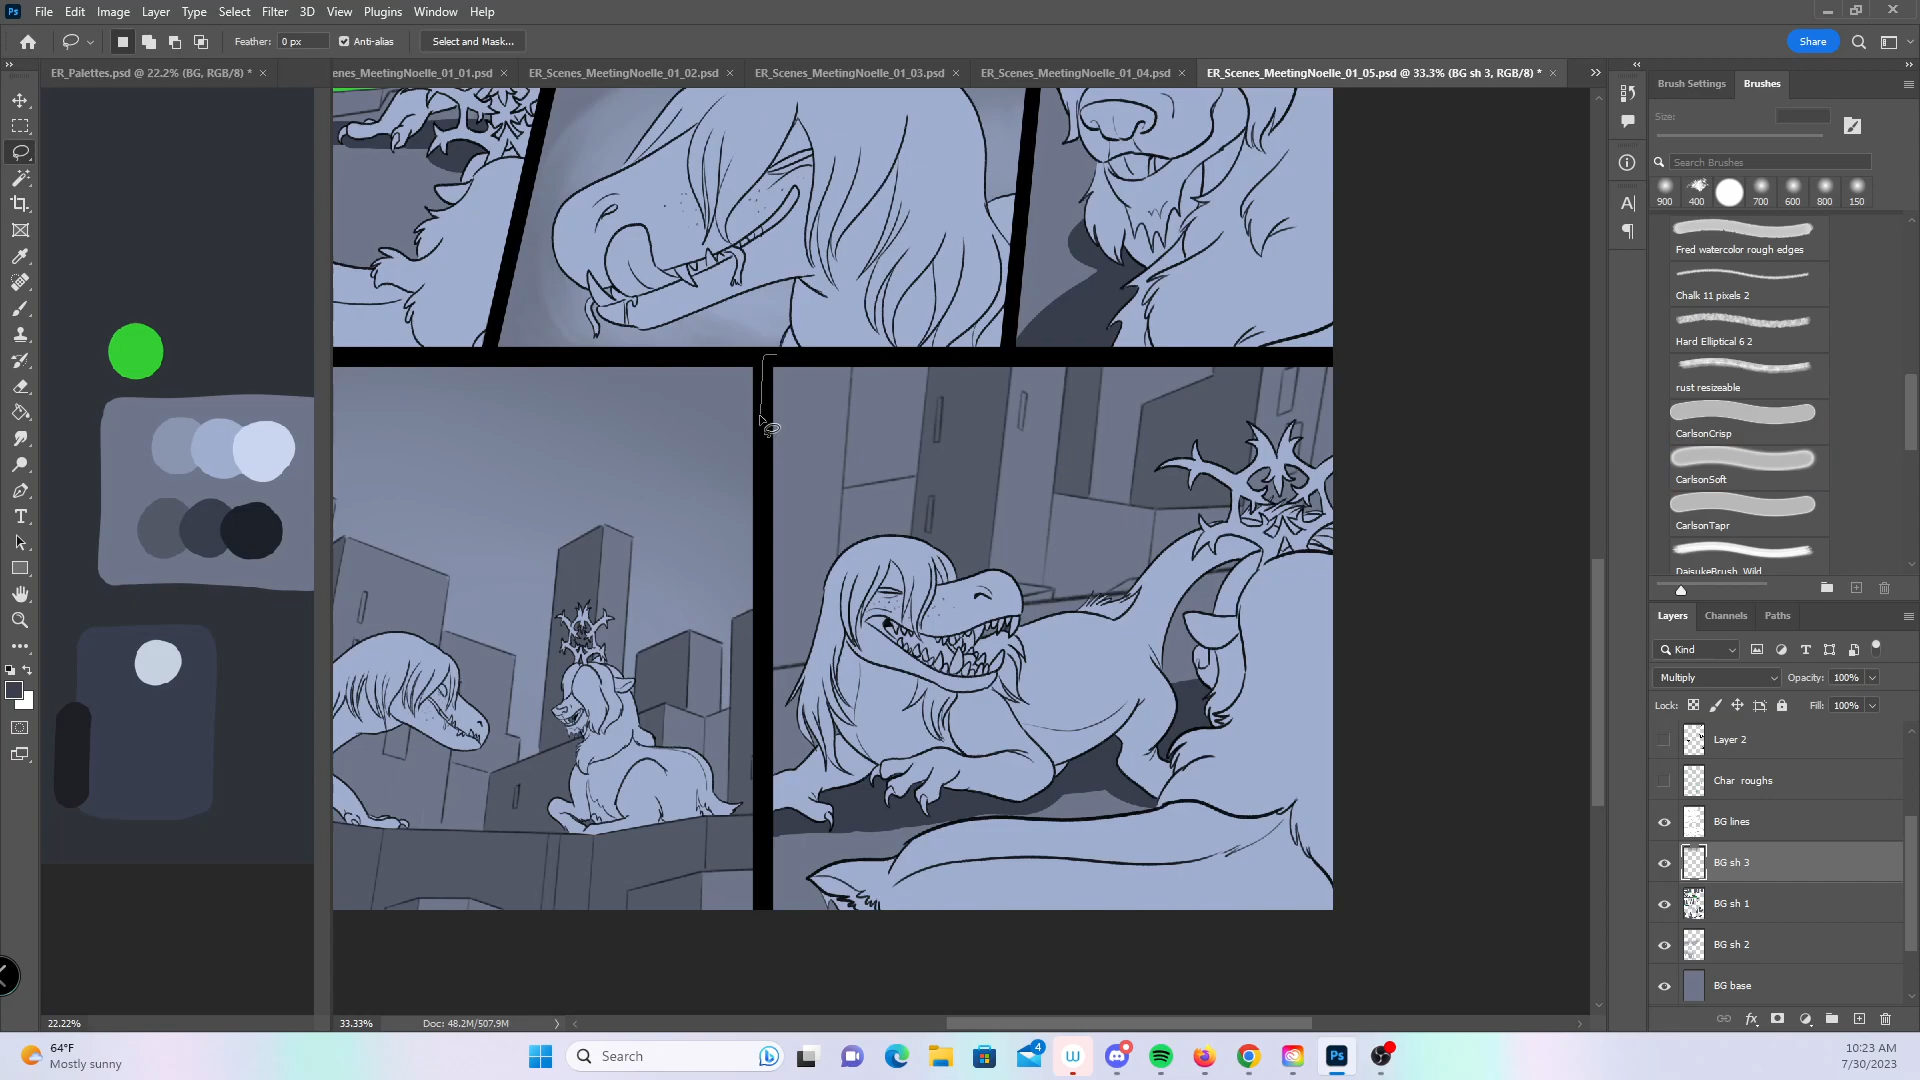 File Edit Image Layer Type Select Filter 3D View Plugins Window Help
Feather: 0 px Anti-alias Select and Mask... Share
ER_Palettes.psd @ 22.2% (BG, RGB/8) * enes_MeetingNoelle_01_01.psd ER_Scenes_MeetingNoelle_01_02.psd ER_Scenes_MeetingNoelle_01_03.psd ER_Scenes_MeetingNoelle_01_04.psd ER_Scenes_MeetingNoelle_01_05.psd @ 33.3% (BG sh 3, RGB/8) *
Brush Settings Brushes
Size:
Search Brushes
900 400 700 600 800 150
Fred watercolor rough edges
Chalk 11 pixels 2
Hard Elliptical 6 2
rust resizeable
CarlsonCrisp
CarlsonSoft
CarlsonTapr
DaisukeBrush_Wild
Layers Channels Paths
Kind
Multiply Opacity: 100%
Lock: Fill: 100%
Layer 2
Char roughs
BG lines
BG sh 3
BG sh 1
BG sh 2
BG base
22.22% 33.33% Doc: 48.2M/507.9M
64°F
Mostly sunny
Search
4
10:23 AM
7/30/2023